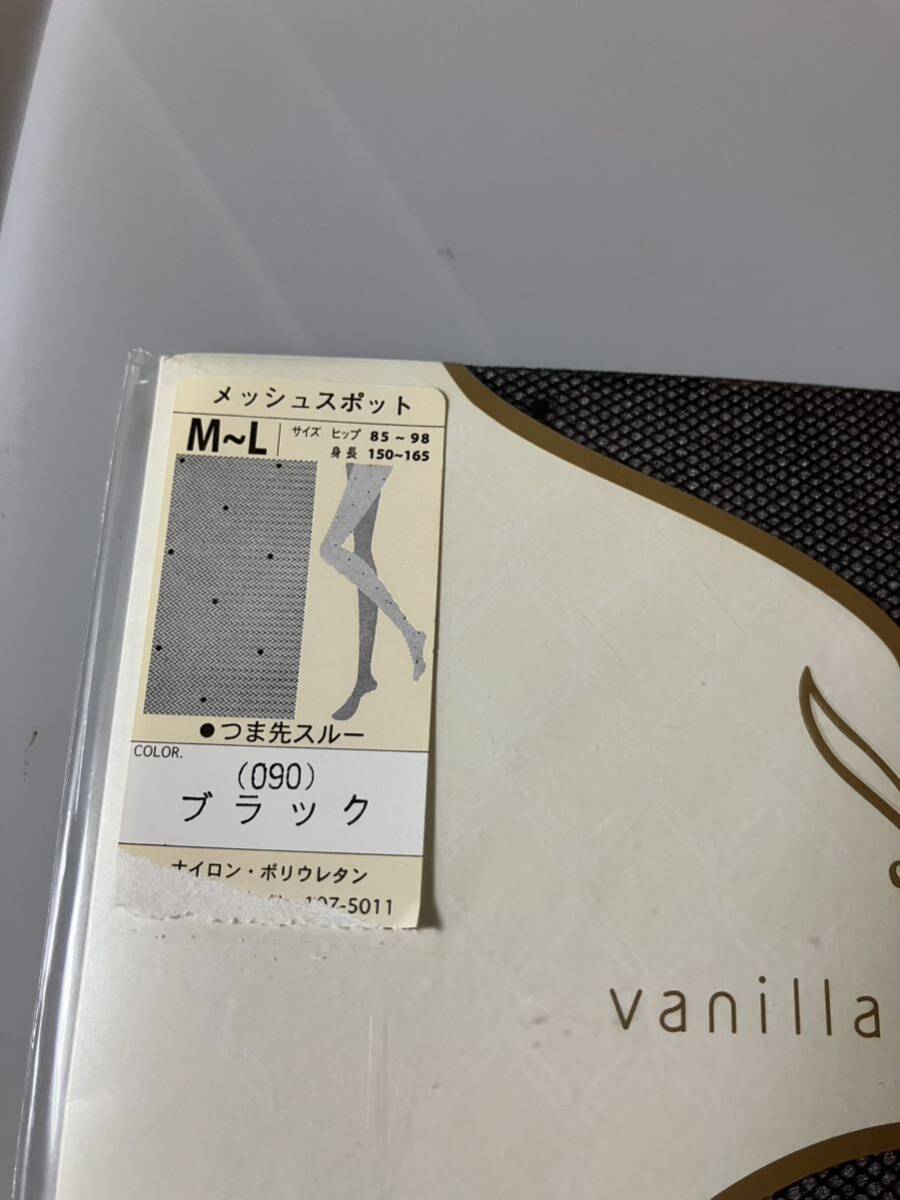 メッシュスポット
M~L サイズ ヒップ 85~98
身長 150~165
●つま先スルー
COLOR.
(090)
ブラック
ナイロン・ポリウレタン
107-5011
vanilla